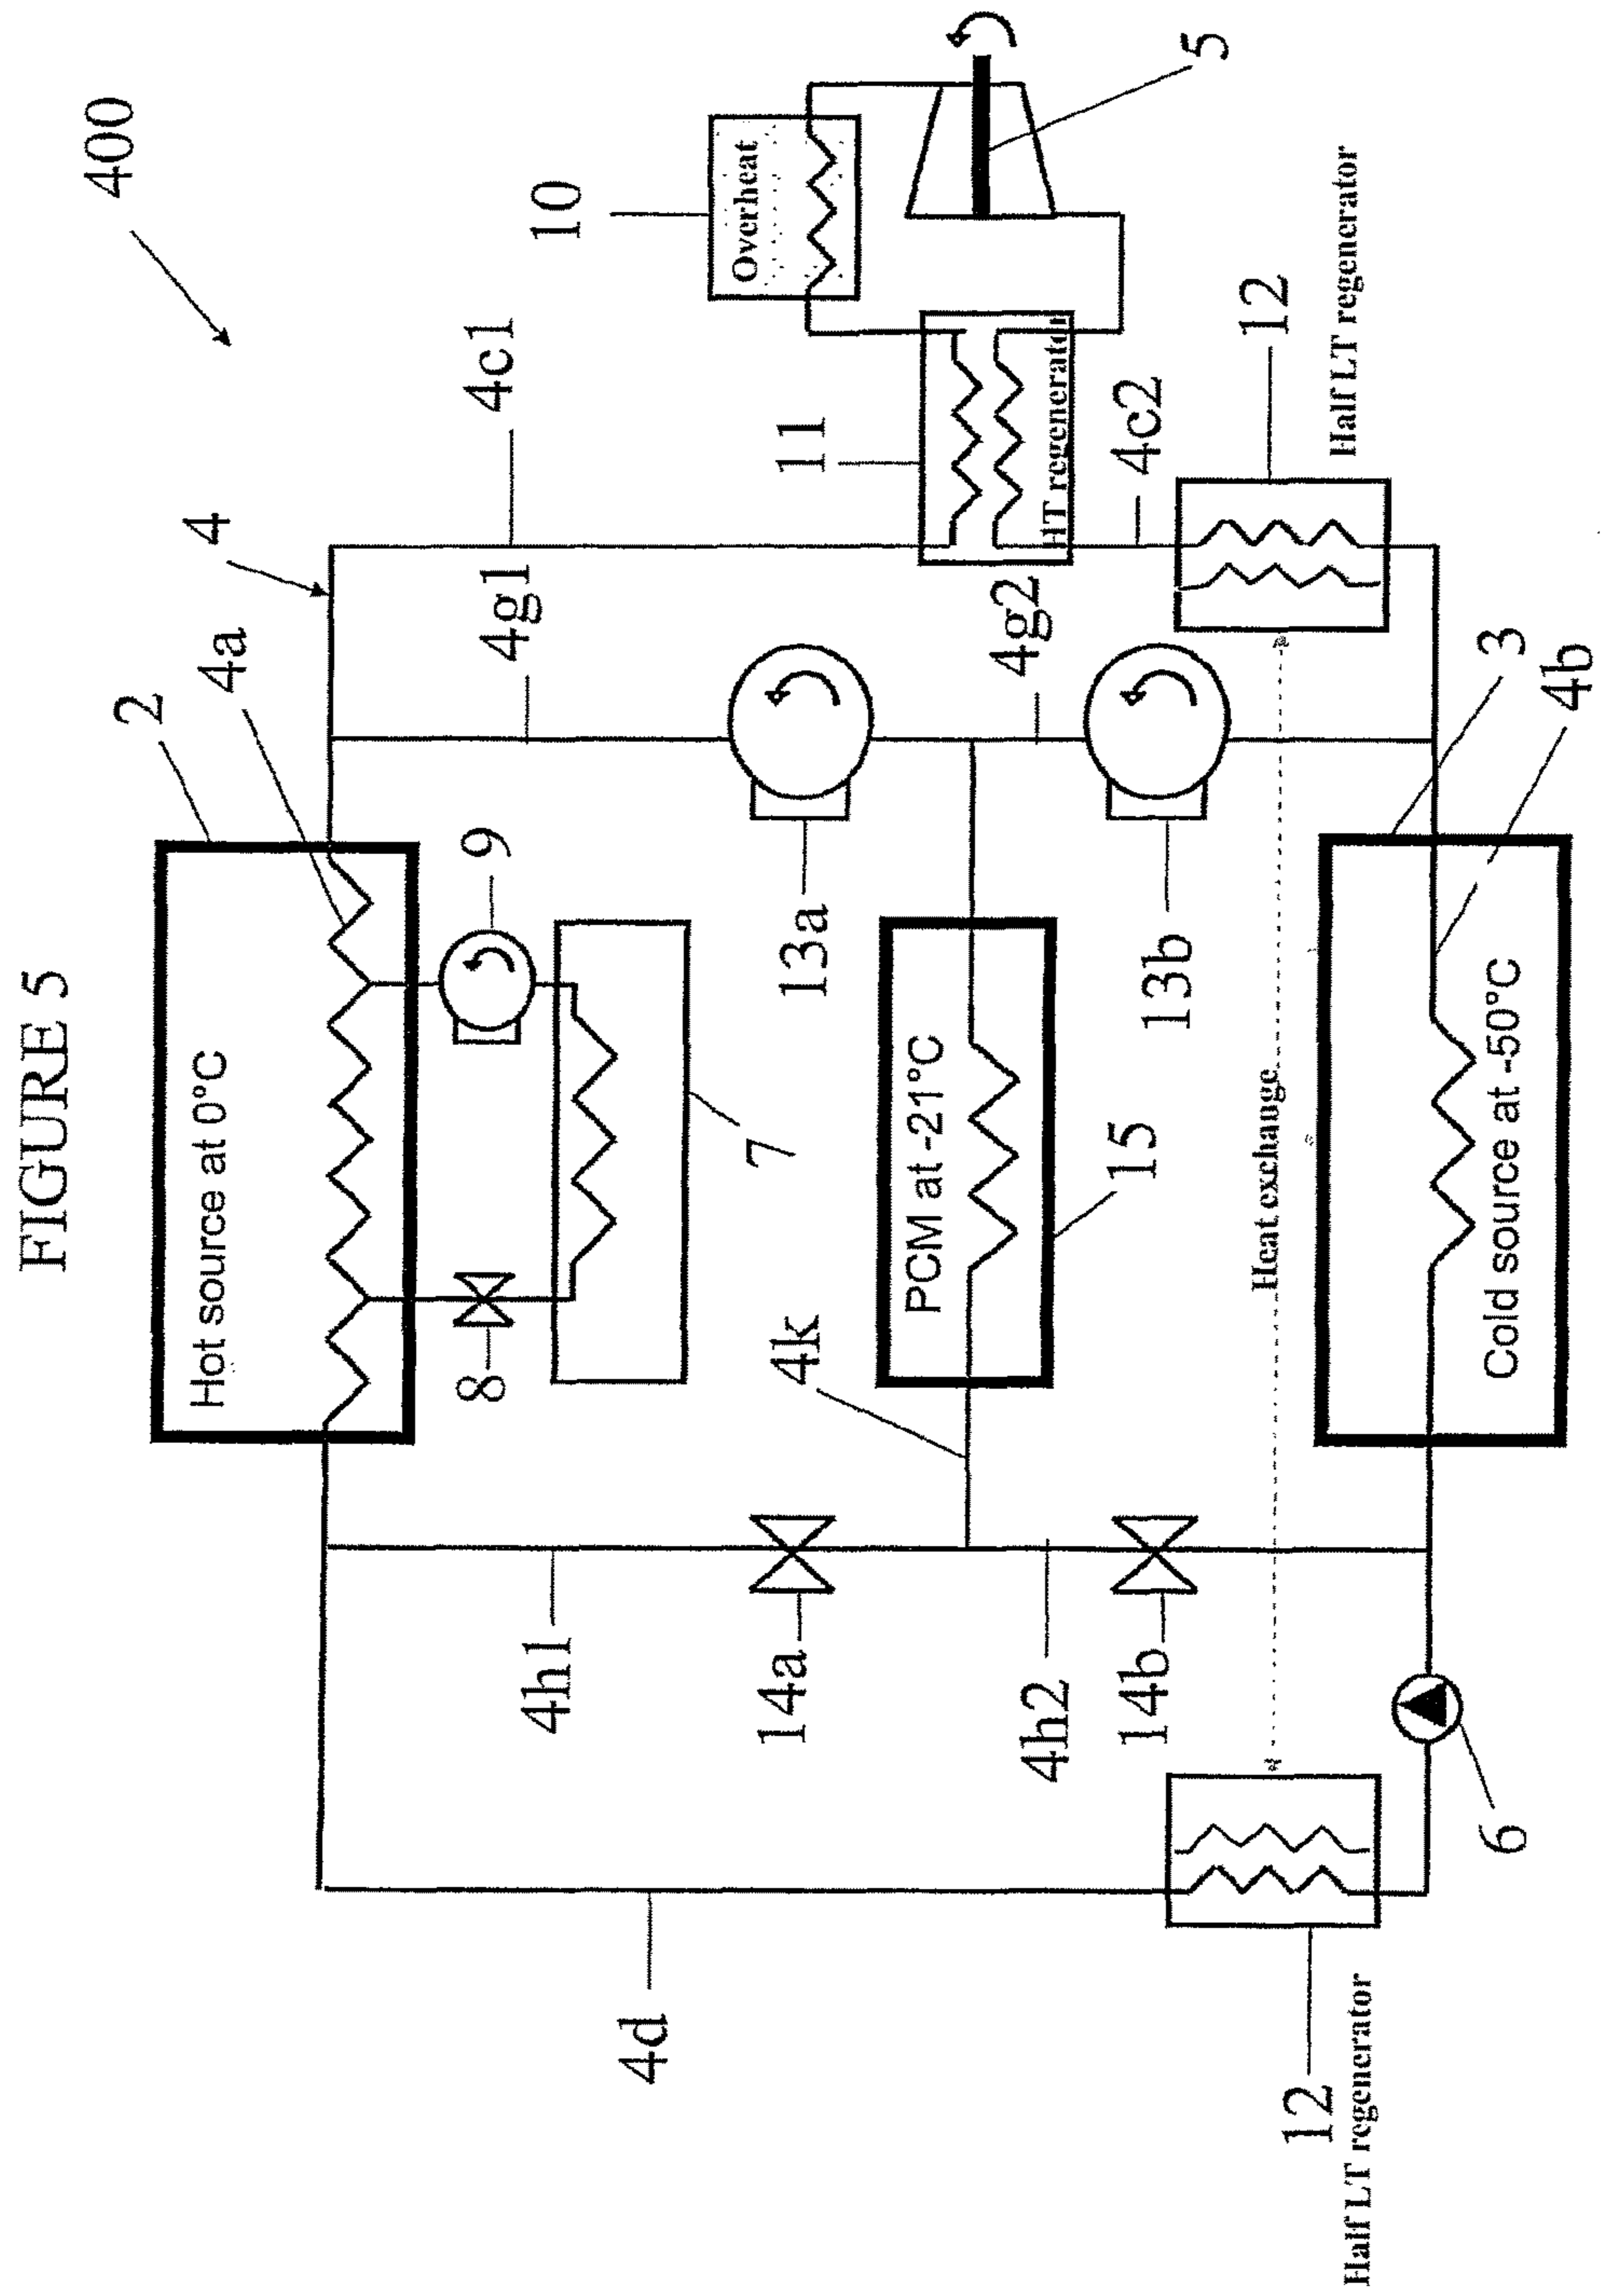 FIGURE 5
400
2
4a
4
4c1
10
Overheat
5
Hot source at 0°C
9
8
7
4g1
11
HT regenerator
4h1
14a
4k
PCM at -21°C
15
13a
4g2
4c2
12
Half LT regenerator
4d
4h2
14b
13b
Heat exchange
12
Half LT regenerator
6
Cold source at -50°C
3
4b